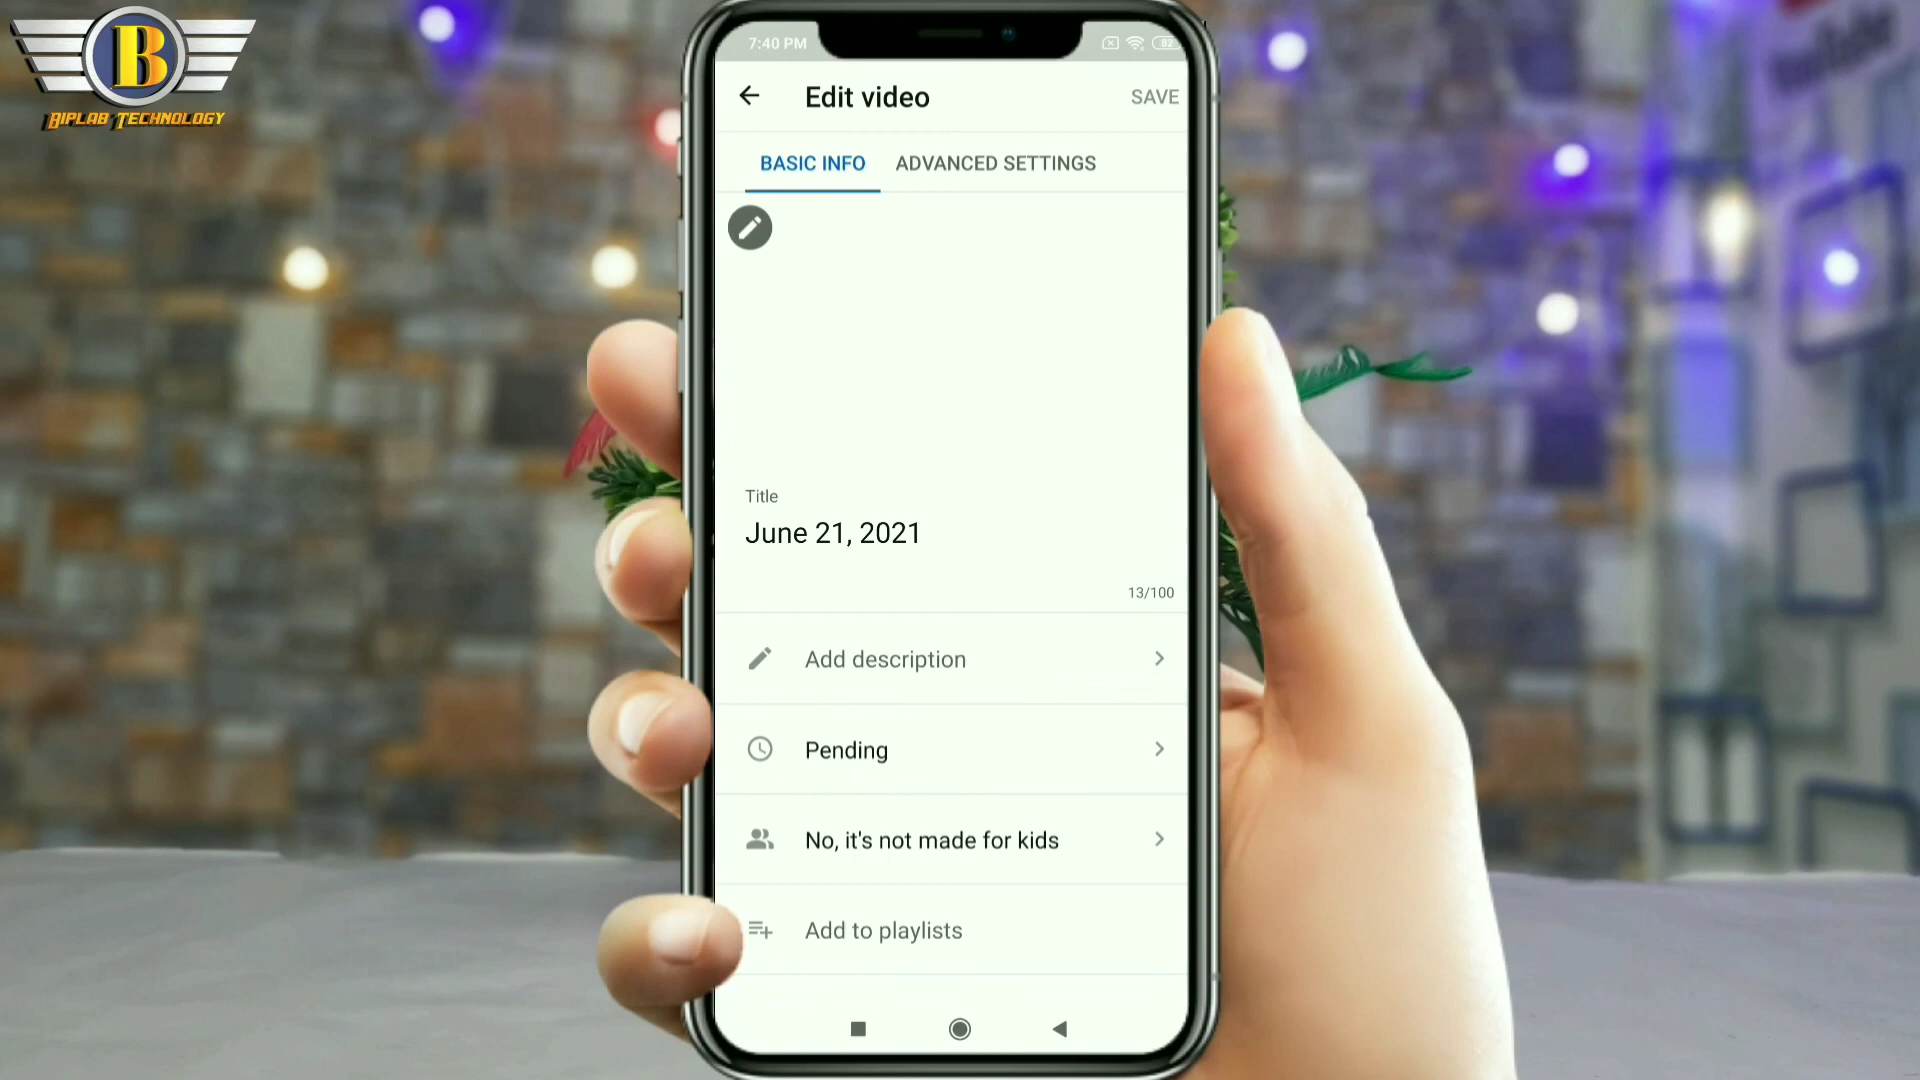 B
BIPLAB TECHNOLOGY
7:40 PM
82
Edit video
SAVE
BASIC INFO
ADVANCED SETTINGS
Title
June 21, 2021
13/100
Add description
Pending
No, it's not made for kids
Add to playlists